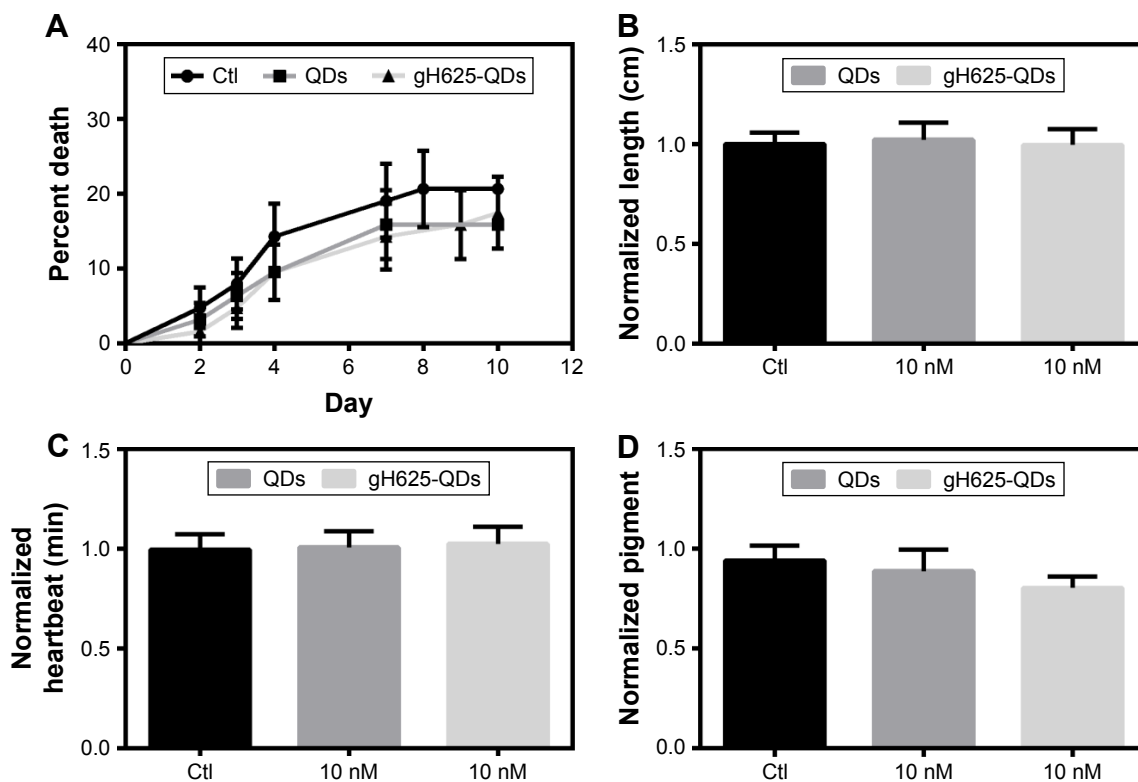 A
Percent death
40
30
20
10
0
Ctl QDs gH625-QDs
0 2 4 6 8 10 12
Day
B
Normalized length (cm)
1.5
1.0
0.5
0.0
QDs gH625-QDs
Ctl 10 nM 10 nM
C
Normalized
heartbeat (min)
1.5
1.0
0.5
0.0
QDs gH625-QDs
Ctl 10 nM 10 nM
D
Normalized pigment
1.5
1.0
0.5
0.0
QDs gH625-QDs
Ctl 10 nM 10 nM